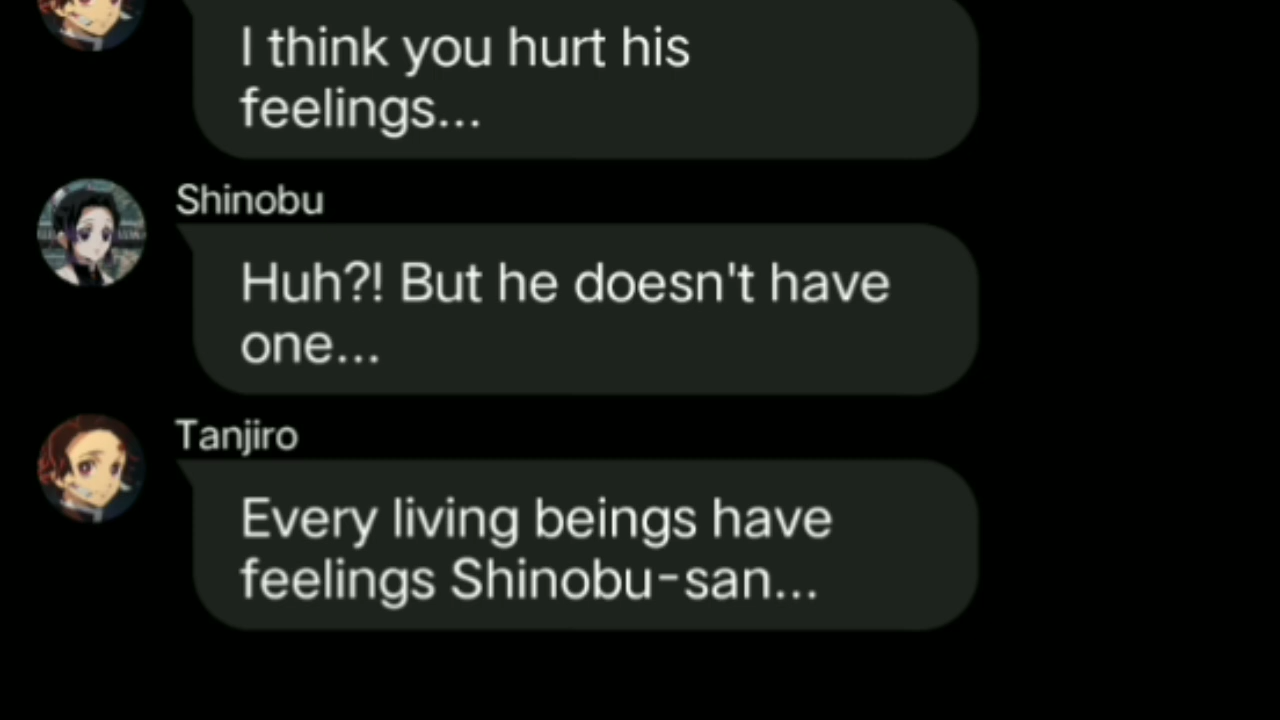 I think you hurt his
feelings...
Shinobu
Huh?! But he doesn't have
one...
Tanjiro
Every living beings have
feelings Shinobu-san...